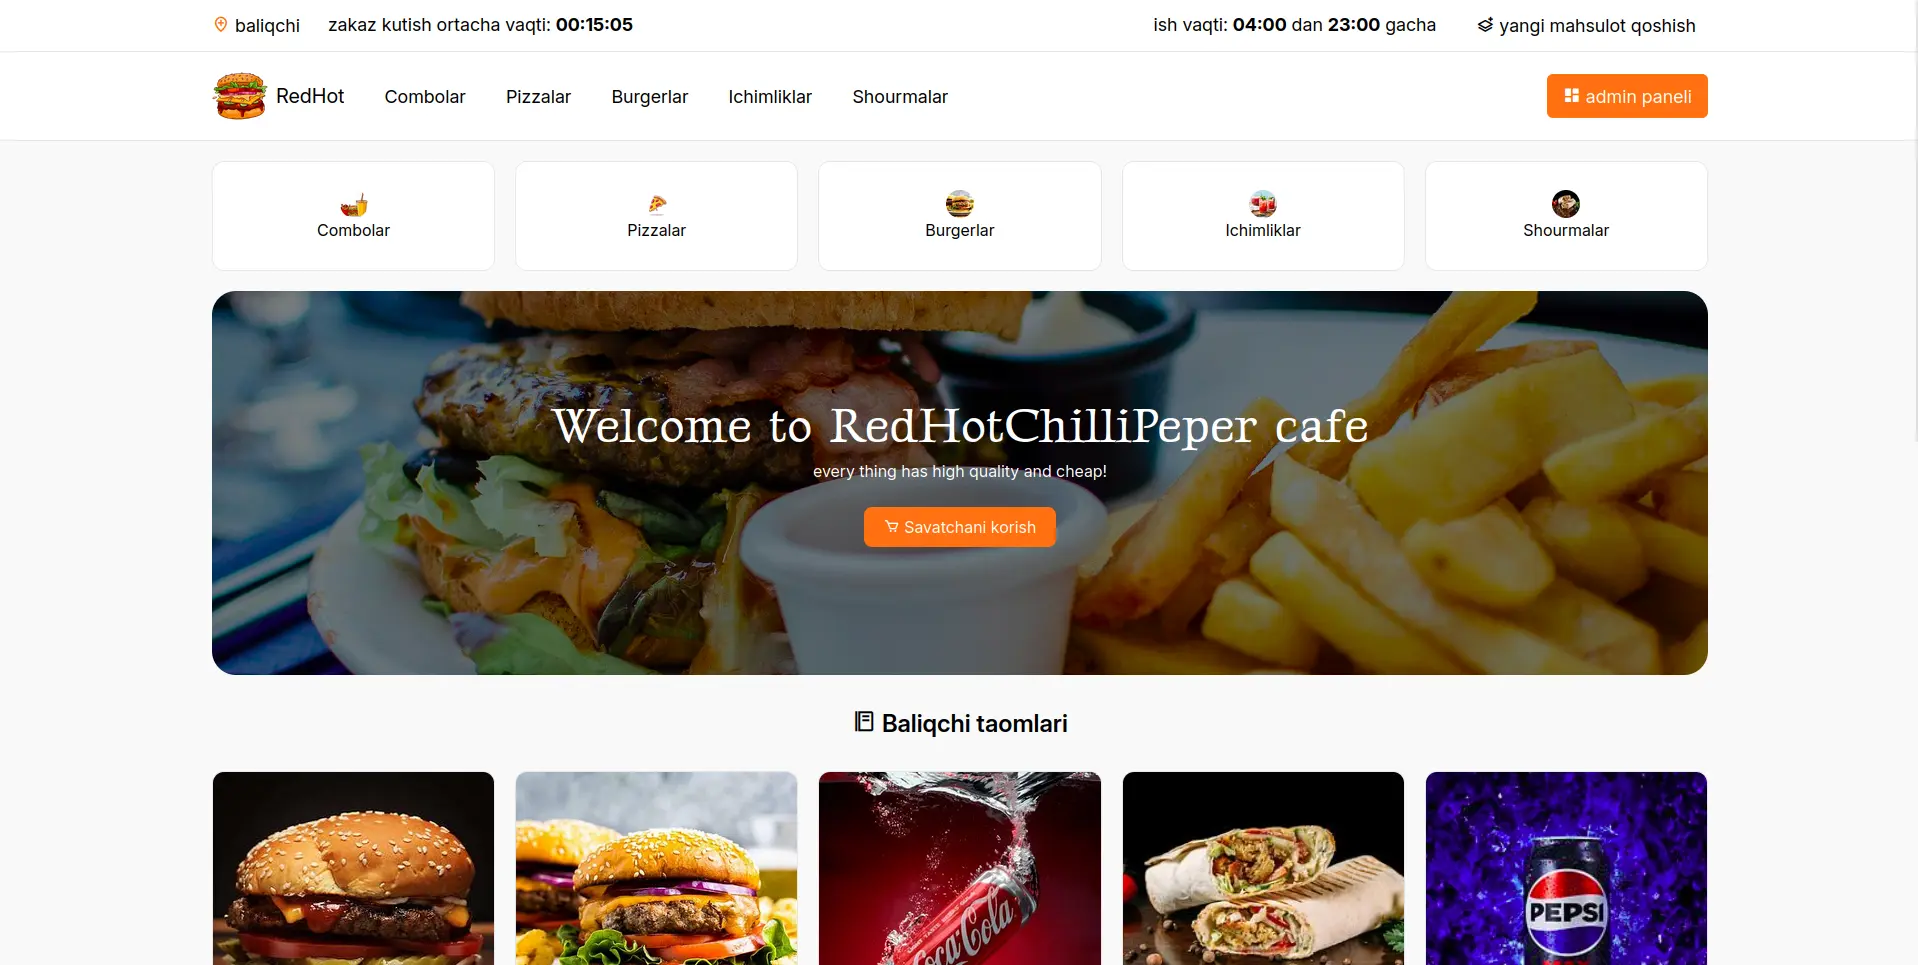 baliqchi
zakaz kutish ortacha vaqti: 00:15:05
ish vaqti: 04:00 dan 23:00 gacha
yangi mahsulot qoshish
RedHot
Combolar
Pizzalar
Burgerlar
Ichimliklar
Shourmalar
admin paneli
Combolar
Pizzalar
Burgerlar
Ichimliklar
Shourmalar
Welcome to RedHotChilliPeper cafe
every thing has high quality and cheap!
Savatchani korish
Baliqchi taomlari
Coca-Cola
PEPSI